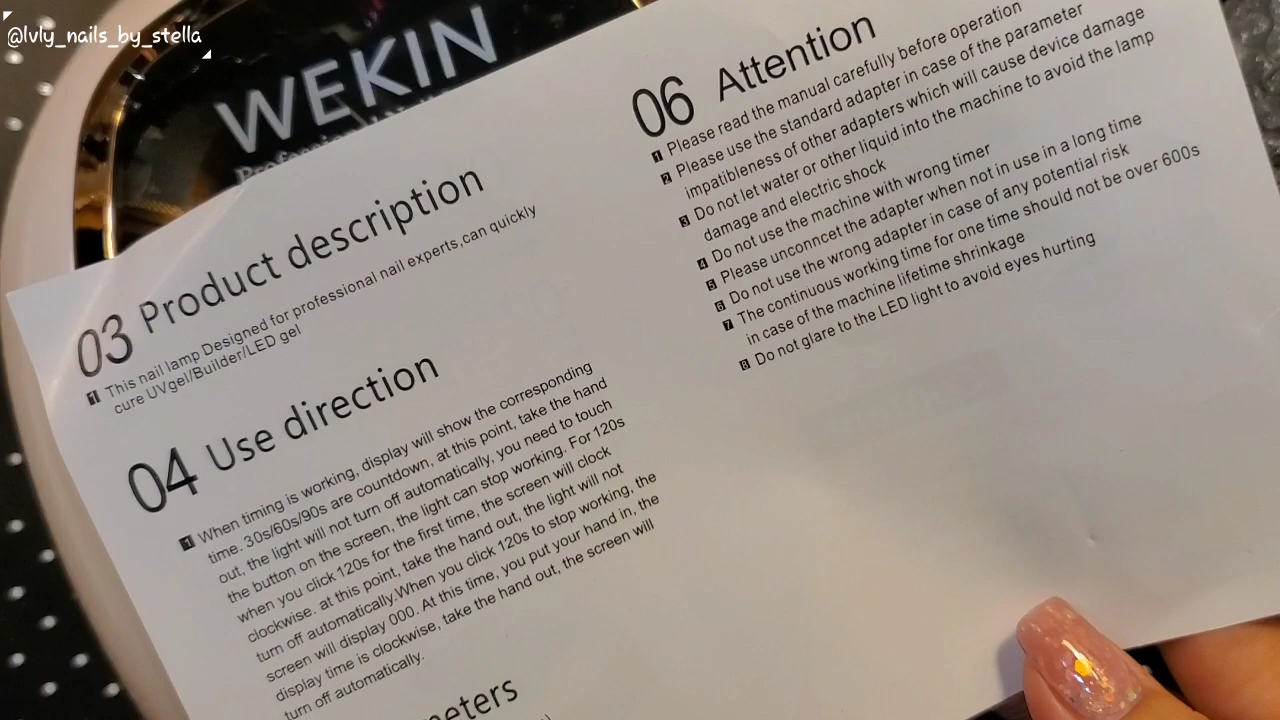 @lvly_nails_by_stella
WEKIN
03 Product description
1 This nail lamp Designed for professional nail experts,can quickly
cure UVgel/Builder/LED gel
04 Use direction
1 When timing is working, display will show the corresponding
time. 30s/60s/90s are countdown, at this point, take the hand
out, the light will not turn off automatically, you need to touch
the button on the screen, the light can stop working. For 120s
when you click 120s for the first time, the screen will clock
clockwise. at this point, take the hand out, the light will not
turn off automatically.When you click 120s to stop working, the
screen will display 000. At this time, you put your hand in, the
display time is clockwise, take the hand out, the screen will
turn off automatically.
meters
06 Attention
1 Please read the manual carefully before operation
2 Please use the standard adapter in case of the parameter
impatibleness of other adapters which will cause device damage
3 Do not let water or other liquid into the machine to avoid the lamp
damage and electric shock
4 Do not use the machine with wrong timer
5 Please unconncet the adapter when not in use in a long time
6 Do not use the wrong adapter in case of any potential risk
7 The continuous working time for one time should not be over 600s
in case of the machine lifetime shrinkage
8 Do not glare to the LED light to avoid eyes hurting